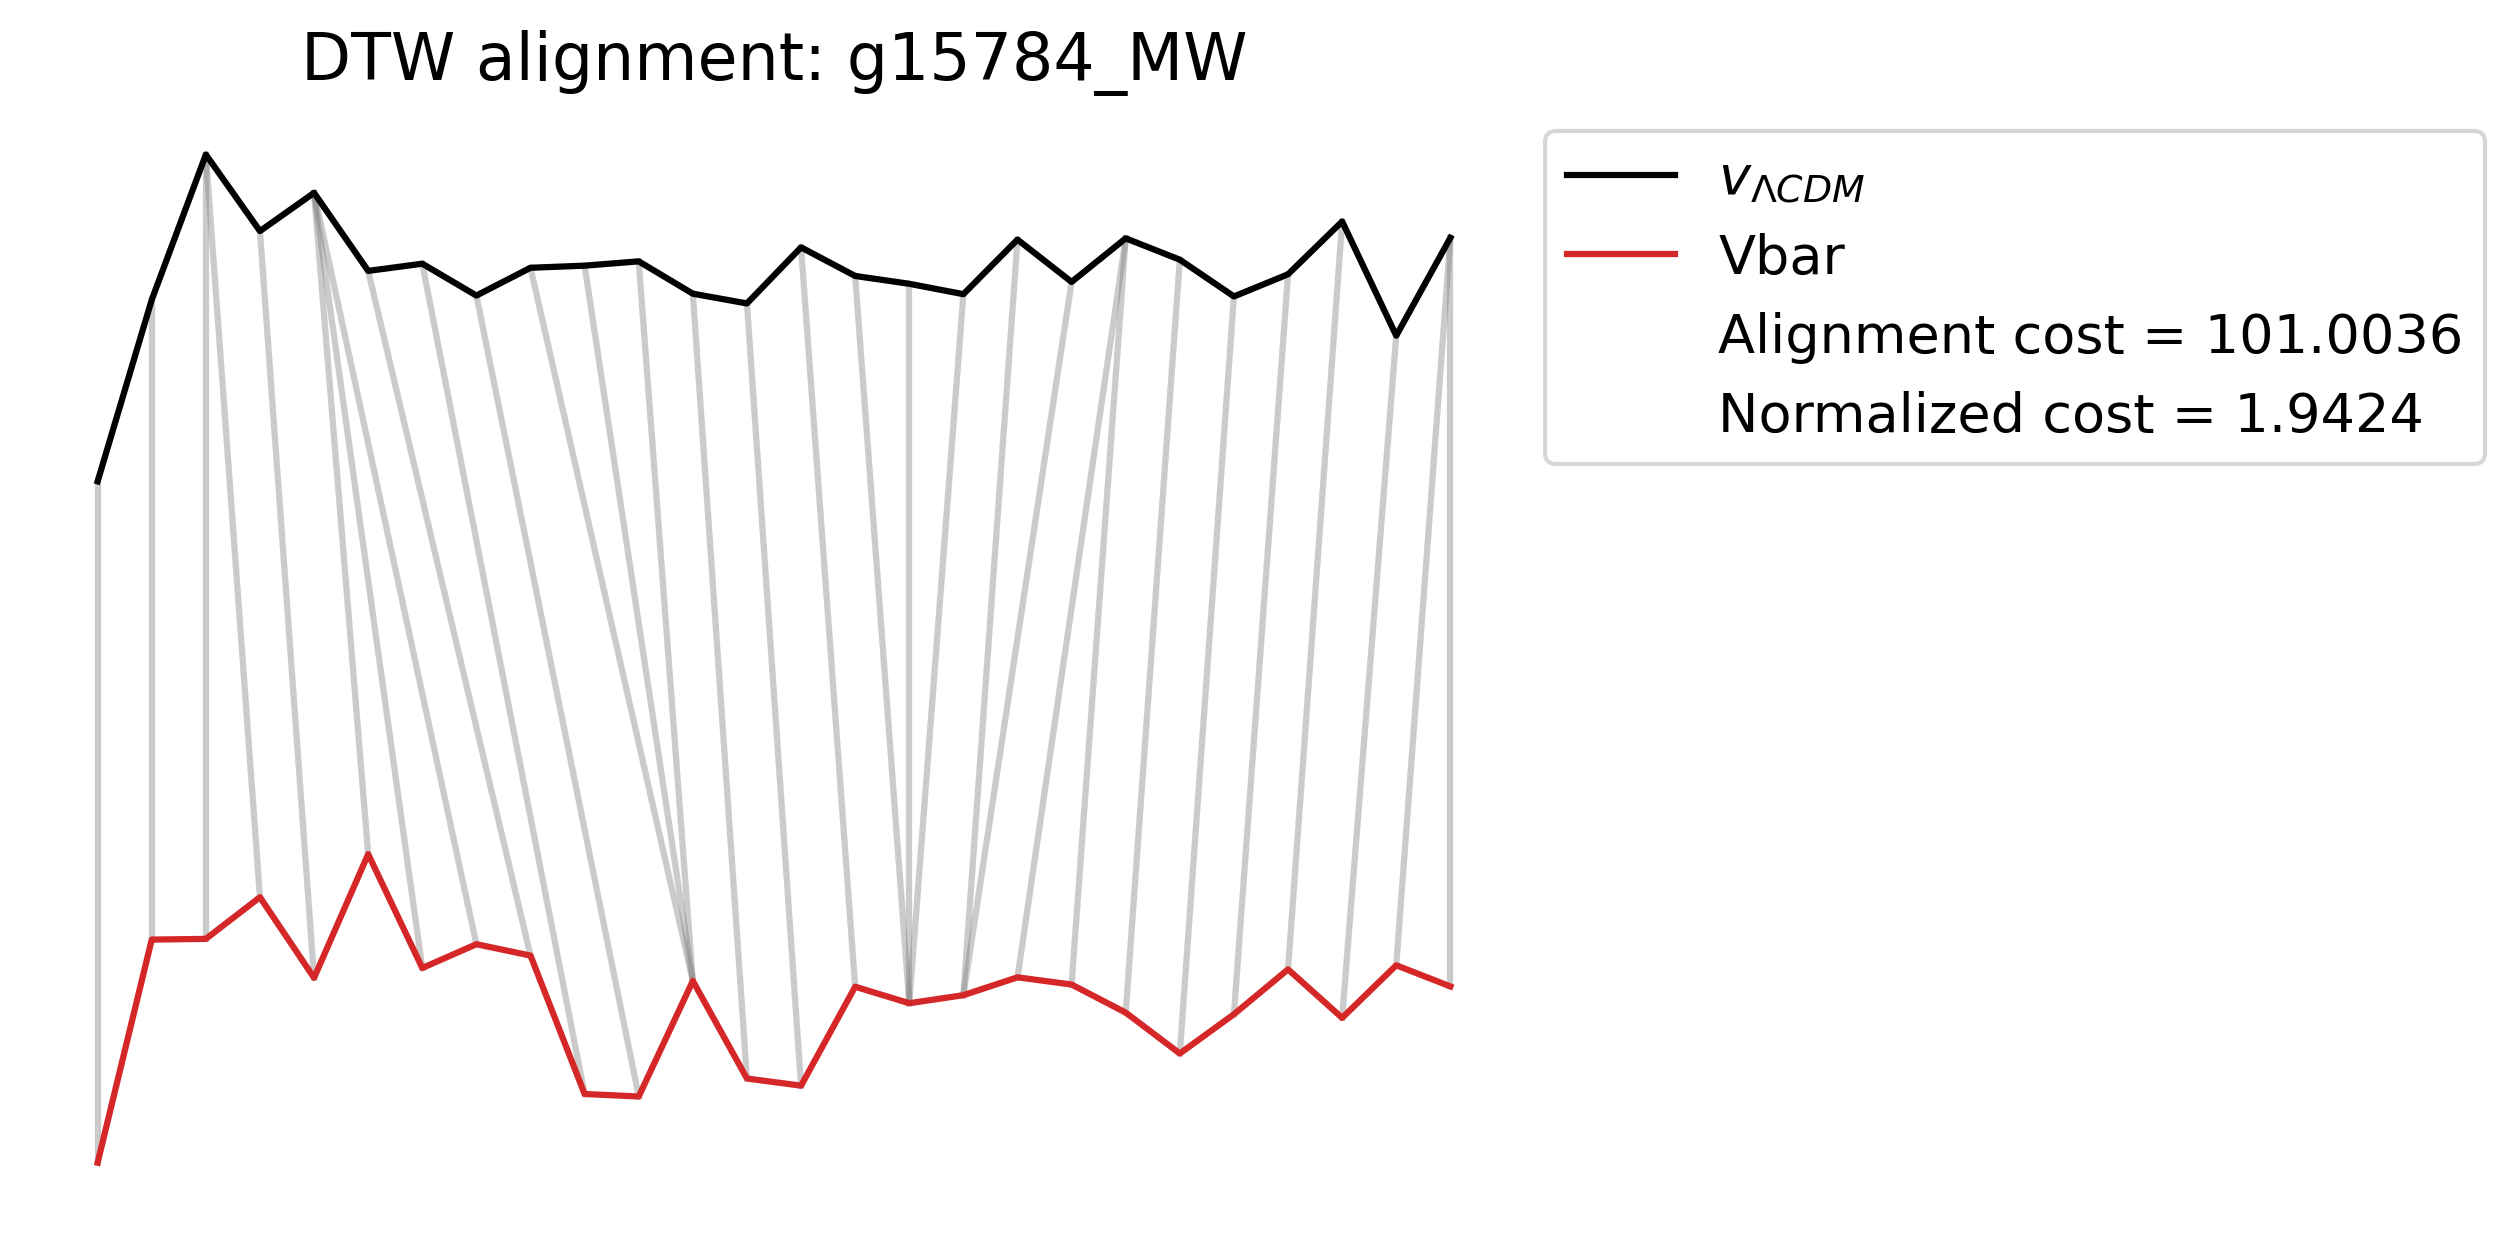 DTW alignment: g15784_MW
v_ΛCDM
Vbar
Alignment cost = 101.0036
Normalized cost = 1.9424